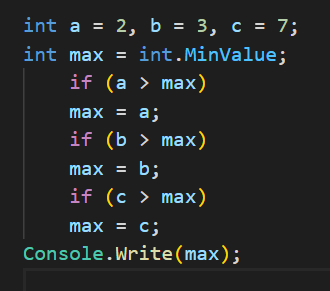 int a = 2, b = 3, c = 7;
int max = int.MinValue;
if (a > max)
max = a;
if (b > max)
max = b;
if (c > max)
max = c;
Console.Write(max);